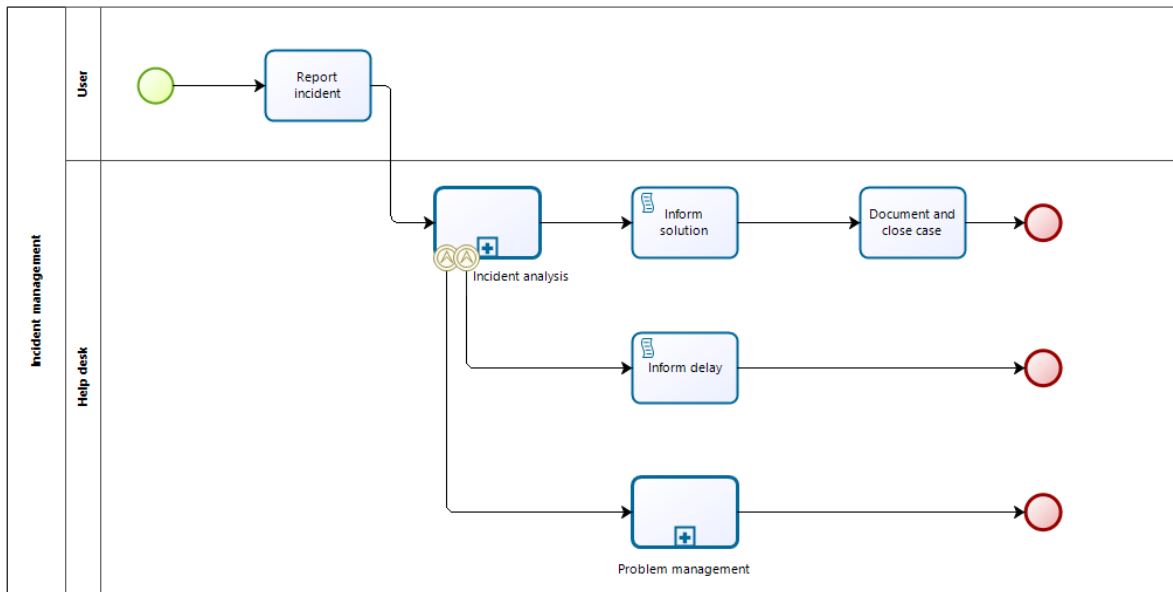 Incident management
User
Report
incident
Help desk
Incident analysis
Inform
solution
Document and
close case
Inform delay
Problem management